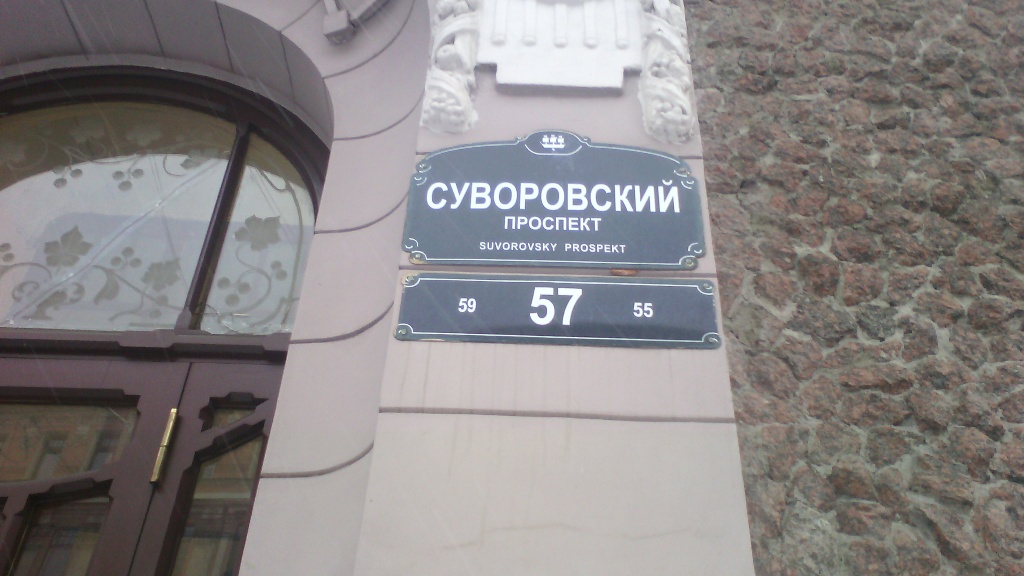 СУВОРОВСКИЙ
ПРОСПЕКТ
SUVOROVSKY PROSPEKT
59 57 55